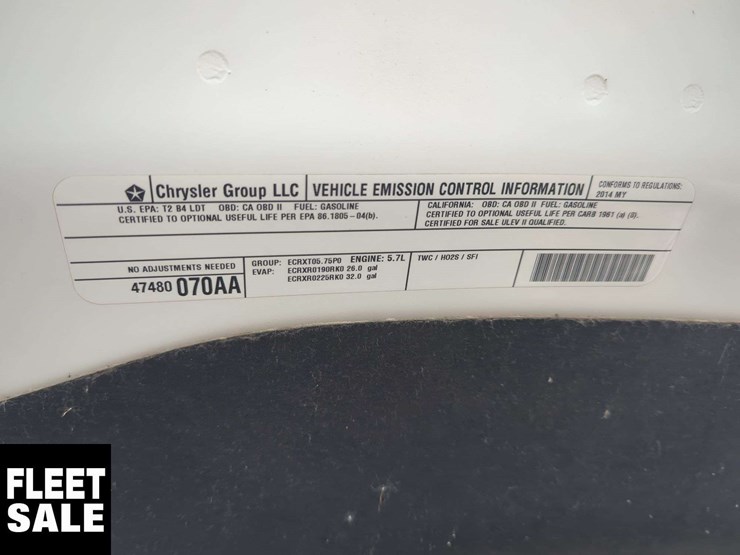 Chrysler Group LLC VEHICLE EMISSION CONTROL INFORMATION
CONFORMS TO REGULATIONS:
2014 MY
U.S. EPA: T2 B4 LDT OBD: CA OBD II FUEL: GASOLINE
CERTIFIED TO OPTIONAL USEFUL LIFE PER EPA 86.1805-04(b).
CALIFORNIA: OBD: CA OBD II FUEL: GASOLINE
CERTIFIED TO OPTIONAL USEFUL LIFE PER CARB 1961 (a) (8).
CERTIFIED FOR SALE ULEV II QUALIFIED.
NO ADJUSTMENTS NEEDED
47480 070AA
GROUP: ECRXT05.75P0 ENGINE: 5.7L
EVAP: ECRXR0190RK0 26.0 gal
ECRXR0225RK0 32.0 gal
TWC / HO2S / SFI
FLEET
SALE